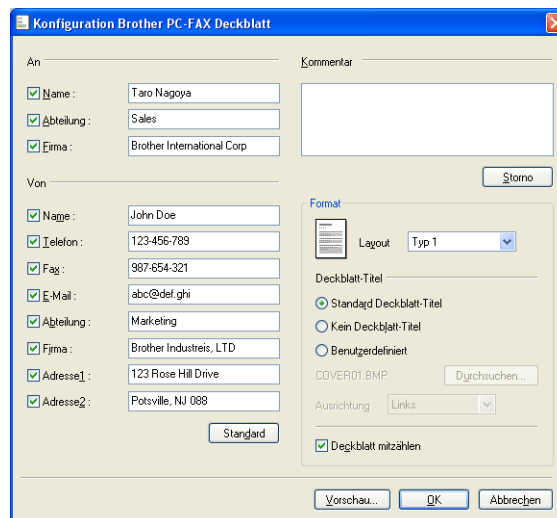 Konfiguration Brother PC-FAX Deckblatt
An
Name : Taro Nagoya
Abteilung : Sales
Firma : Brother International Corp
Von
Name : John Doe
Telefon : 123-456-789
Fax : 987-654-321
E-Mail : abc@def.ghi
Abteilung : Marketing
Firma : Brother Industreis, LTD
Adresse1 : 123 Rose Hill Drive
Adresse2 : Potsville, NJ 088
Standard
Kommentar
Storno
Format
Layout Typ 1
Deckblatt-Titel
Standard Deckblatt-Titel
Kein Deckblatt-Titel
Benutzerdefiniert
COVER01.BMP Durchsuchen...
Ausrichtung Links
Deckblatt mitzählen
Vorschau... OK Abbrechen